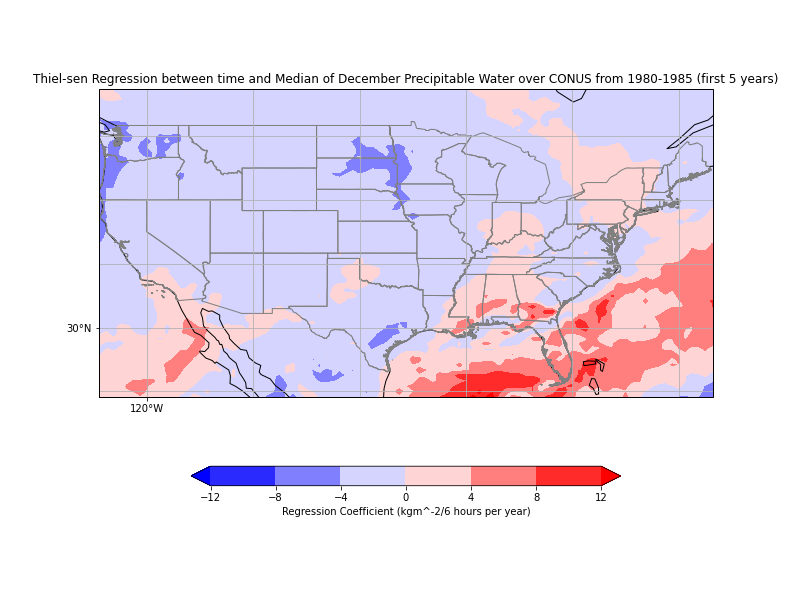 Thiel-sen Regression between time and Median of December Precipitable Water over CONUS from 1980-1985 (first 5 years)
30°N
120°W
−12 −8 −4 0 4 8 12
Regression Coefficient (kgm^-2/6 hours per year)